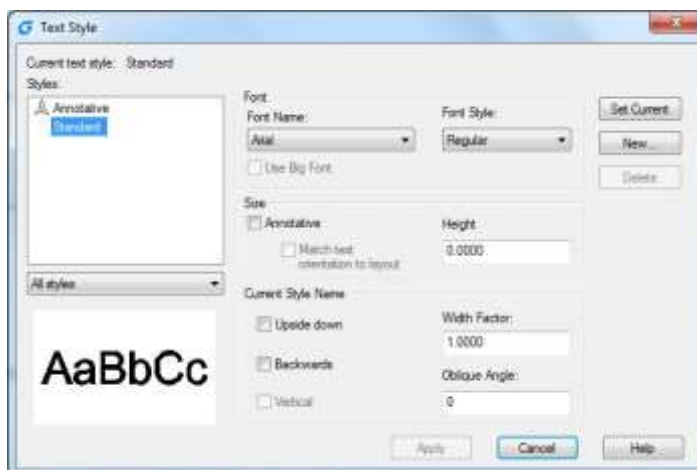 Text Style
Current text style: Standard
Styles:
Annotative
Standard
All styles
AaBbCc
Font
Font Name:
Arial
Use Big Font
Font Style:
Regular
Size
Annotative
Match text
orientation to layout
Height
0.0000
Current Style Name
Upside down
Backwards
Vertical
Width Factor:
1.0000
Oblique Angle:
0
Set Current
New...
Delete
Apply
Cancel
Help